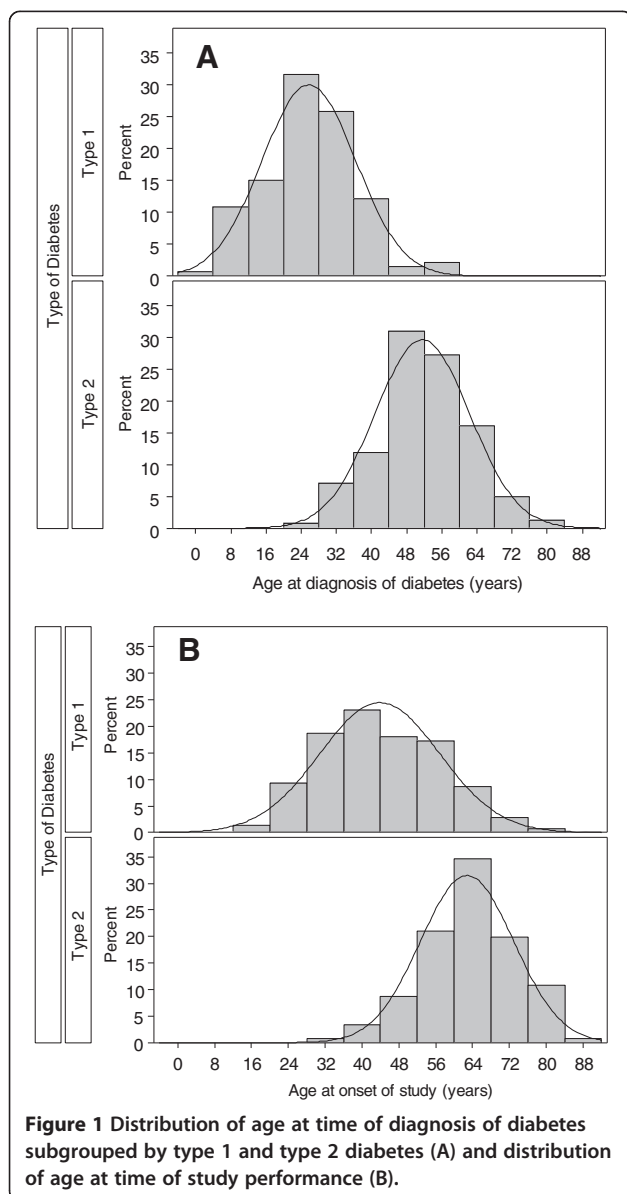 A
Type of Diabetes
Type 1
Percent
35
30
25
20
15
10
5
0
Type 2
Percent
35
30
25
20
15
10
5
0
0 8 16 24 32 40 48 56 64 72 80 88
Age at diagnosis of diabetes (years)
B
Type of Diabetes
Type 1
Percent
35
30
25
20
15
10
5
0
Type 2
Percent
35
30
25
20
15
10
5
0
0 8 16 24 32 40 48 56 64 72 80 88
Age at onset of study (years)
Figure 1 Distribution of age at time of diagnosis of diabetes
subgrouped by type 1 and type 2 diabetes (A) and distribution
of age at time of study performance (B).